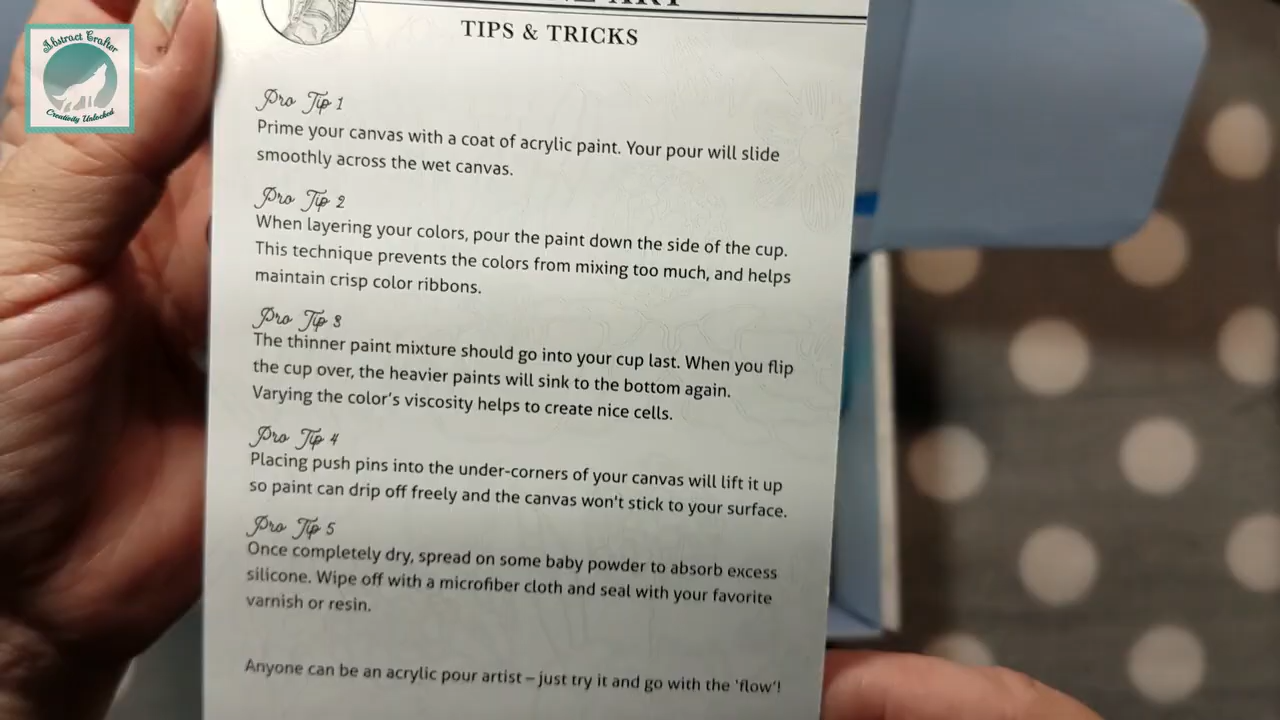 Abstract Crafter
Creativity Unlocked
ART
TIPS & TRICKS
Pro Tip 1
Prime your canvas with a coat of acrylic paint. Your pour will slide
smoothly across the wet canvas.
Pro Tip 2
When layering your colors, pour the paint down the side of the cup.
This technique prevents the colors from mixing too much, and helps
maintain crisp color ribbons.
Pro Tip 3
The thinner paint mixture should go into your cup last. When you flip
the cup over, the heavier paints will sink to the bottom again.
Varying the color's viscosity helps to create nice cells.
Pro Tip 4
Placing push pins into the under-corners of your canvas will lift it up
so paint can drip off freely and the canvas won't stick to your surface.
Pro Tip 5
Once completely dry, spread on some baby powder to absorb excess
silicone. Wipe off with a microfiber cloth and seal with your favorite
varnish or resin.
Anyone can be an acrylic pour artist – just try it and go with the 'flow'!